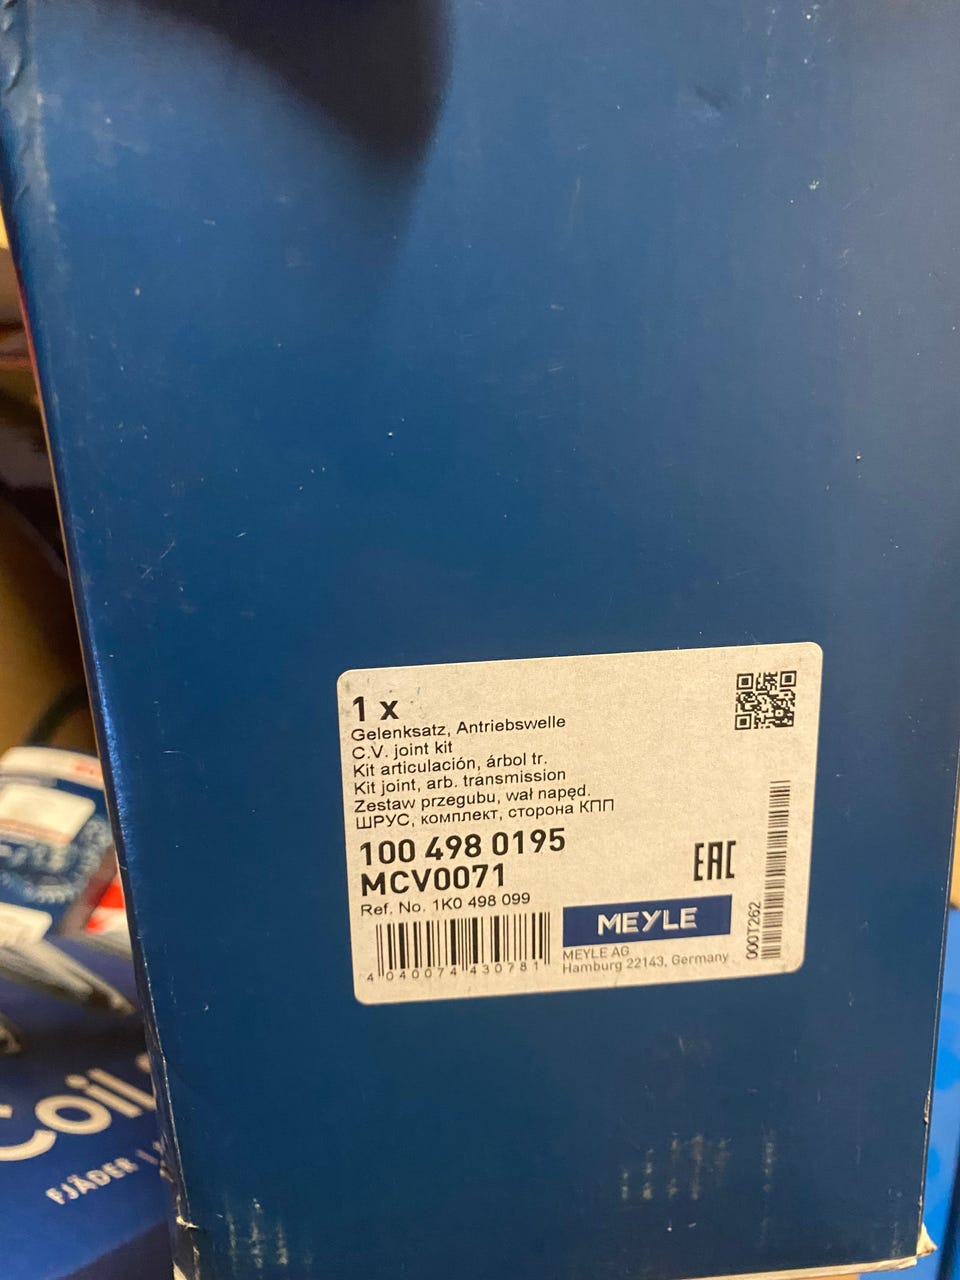 1 x
Gelenksatz, Antriebswelle
C.V. joint kit
Kit articulación, árbol tr.
Kit joint, arb. transmission
Zestaw przegubu, wał napęd.
ШРУС, комплект, сторона КПП
100 498 0195
MCV0071
Ref. No. 1K0 498 099
EAC
4 040074 430781
MEYLE
MEYLE AG
Hamburg 22143, Germany
000T262
Coil
FJÄDER